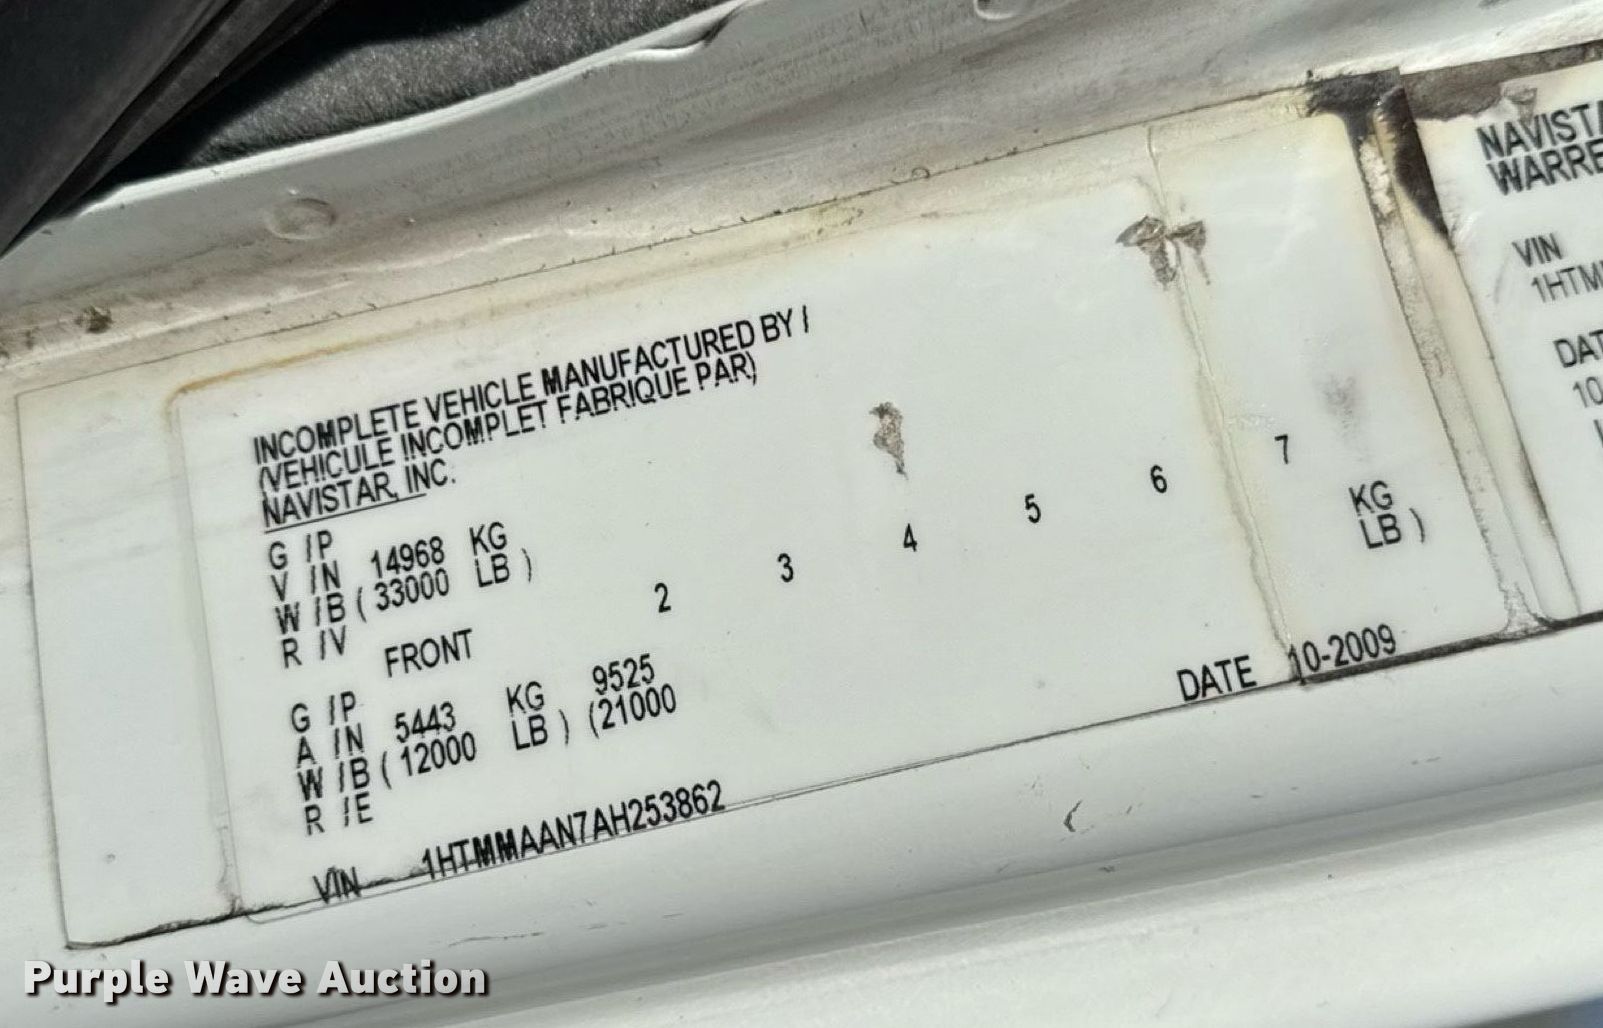 INCOMPLETE VEHICLE MANUFACTURED BY I
(VEHICULE INCOMPLET FABRIQUE PAR)
NAVISTAR, INC.
G /P
V /N 14968 KG
W /B ( 33000 LB )
R /V
FRONT 2 3 4 5 6 7
G /P
A /N 5443 KG 9525 KG
W /B ( 12000 LB ) (21000 LB )
R /E
DATE 10-2009
VIN 1HTMMAAN7AH253862
NAVISTA
WARRE
VIN
1HTM
DAT
10
Purple Wave Auction